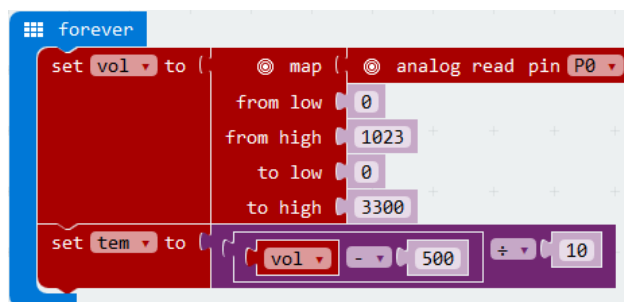 forever
set vol to map analog read pin P0
from low 0
from high 1023
to low 0
to high 3300
set tem to vol - 500 ÷ 10